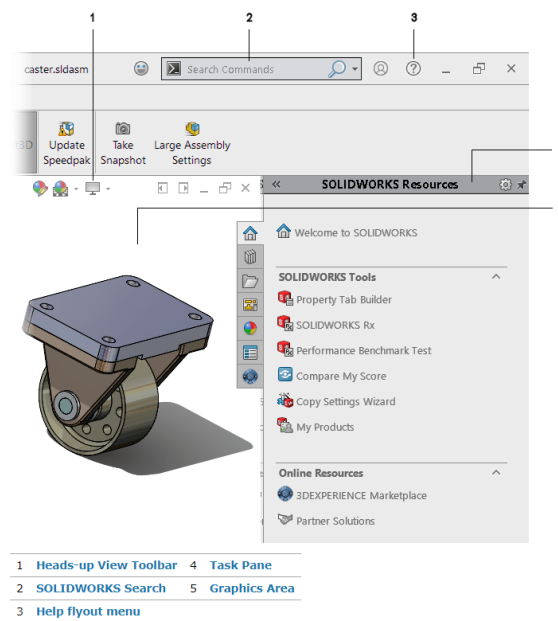 1 2 3
caster.sldasm Search Commands
Update Speedpak
Take Snapshot
Large Assembly Settings
SOLIDWORKS Resources
Welcome to SOLIDWORKS
SOLIDWORKS Tools
Property Tab Builder
SOLIDWORKS Rx
Performance Benchmark Test
Compare My Score
Copy Settings Wizard
My Products
Online Resources
3DEXPERIENCE Marketplace
Partner Solutions
1 Heads-up View Toolbar 4 Task Pane
2 SOLIDWORKS Search 5 Graphics Area
3 Help flyout menu